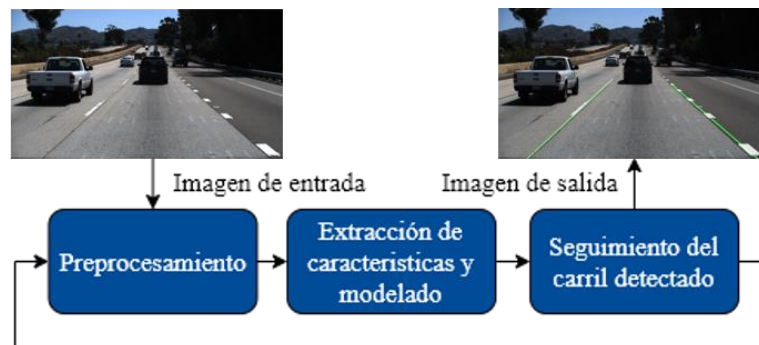 Imagen de entrada
Imagen de salida
Preprocesamiento
Extracción de
caracteristicas y
modelado
Seguimiento del
carril detectado